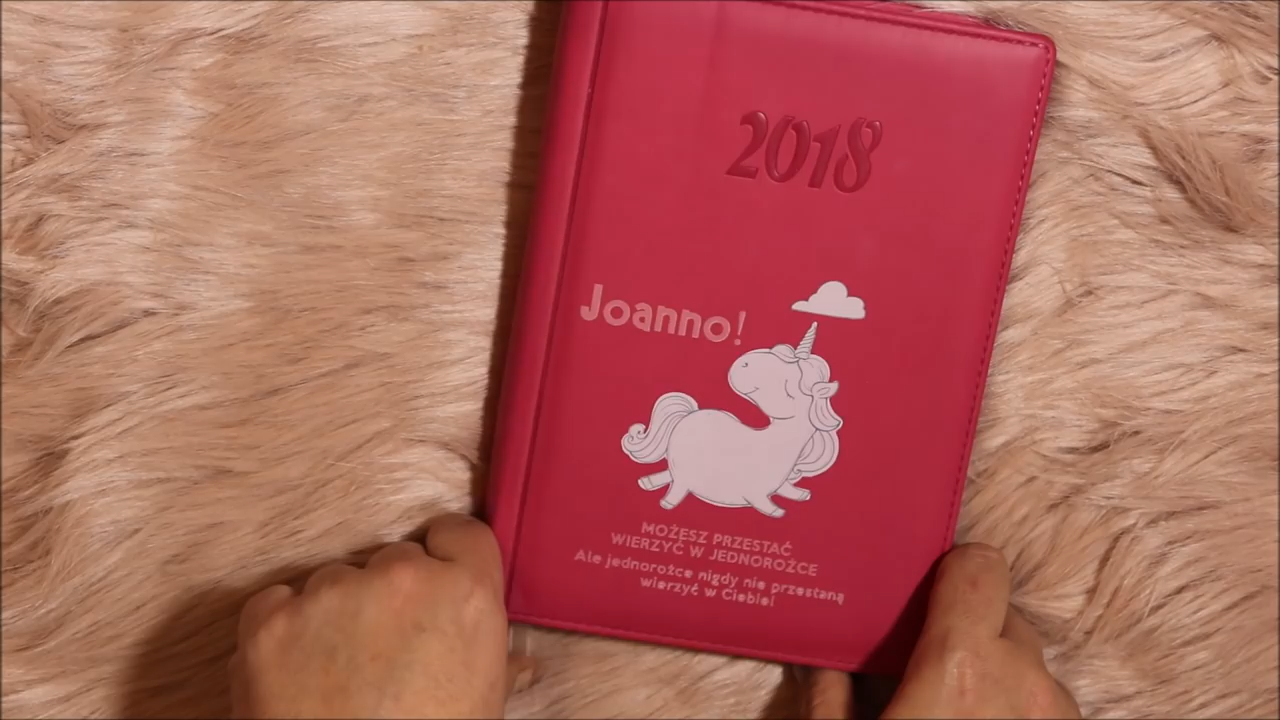 2018
Joanno!
MOŻESZ PRZESTAĆ
WIERZYĆ W JEDNOROŻCE
Ale jednorożce nigdy nie przestaną
wierzyć w Ciebie!